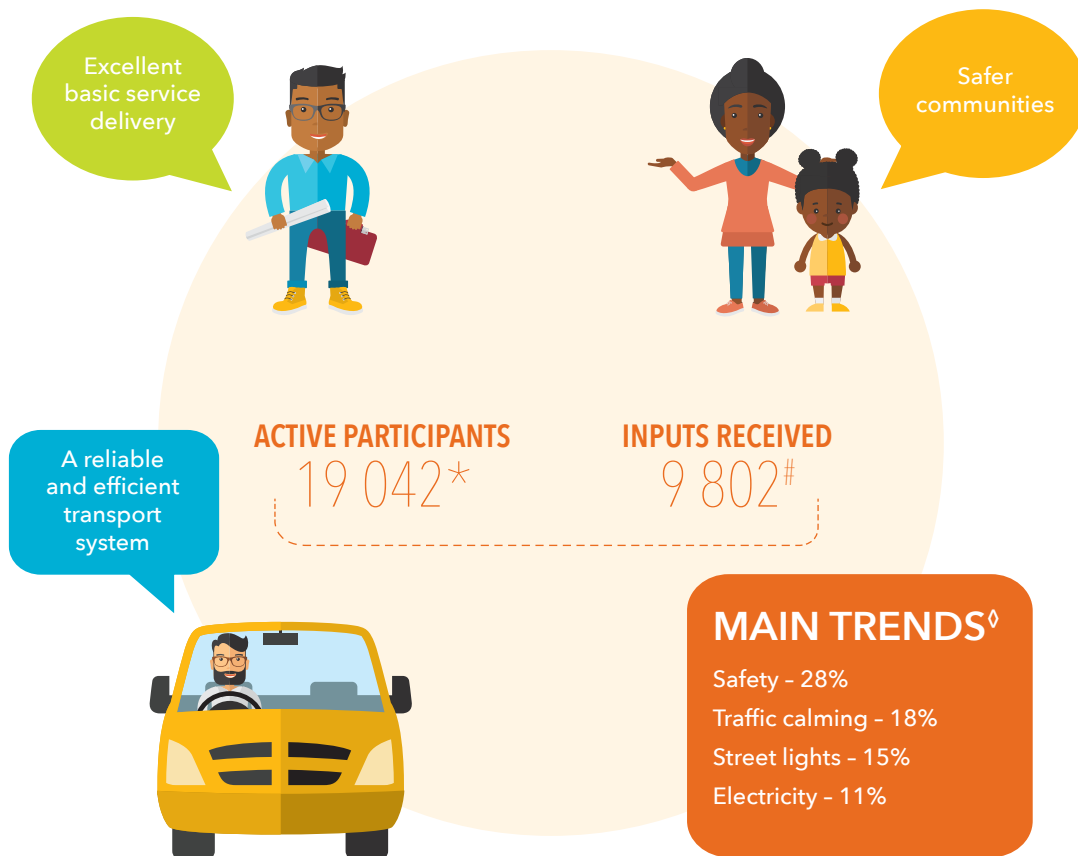 Excellent
basic service
delivery
Safer
communities
ACTIVE PARTICIPANTS
19 042*
INPUTS RECEIVED
9 802#
A reliable
and efficient
transport
system
MAIN TRENDS◊
Safety – 28%
Traffic calming – 18%
Street lights – 15%
Electricity – 11%